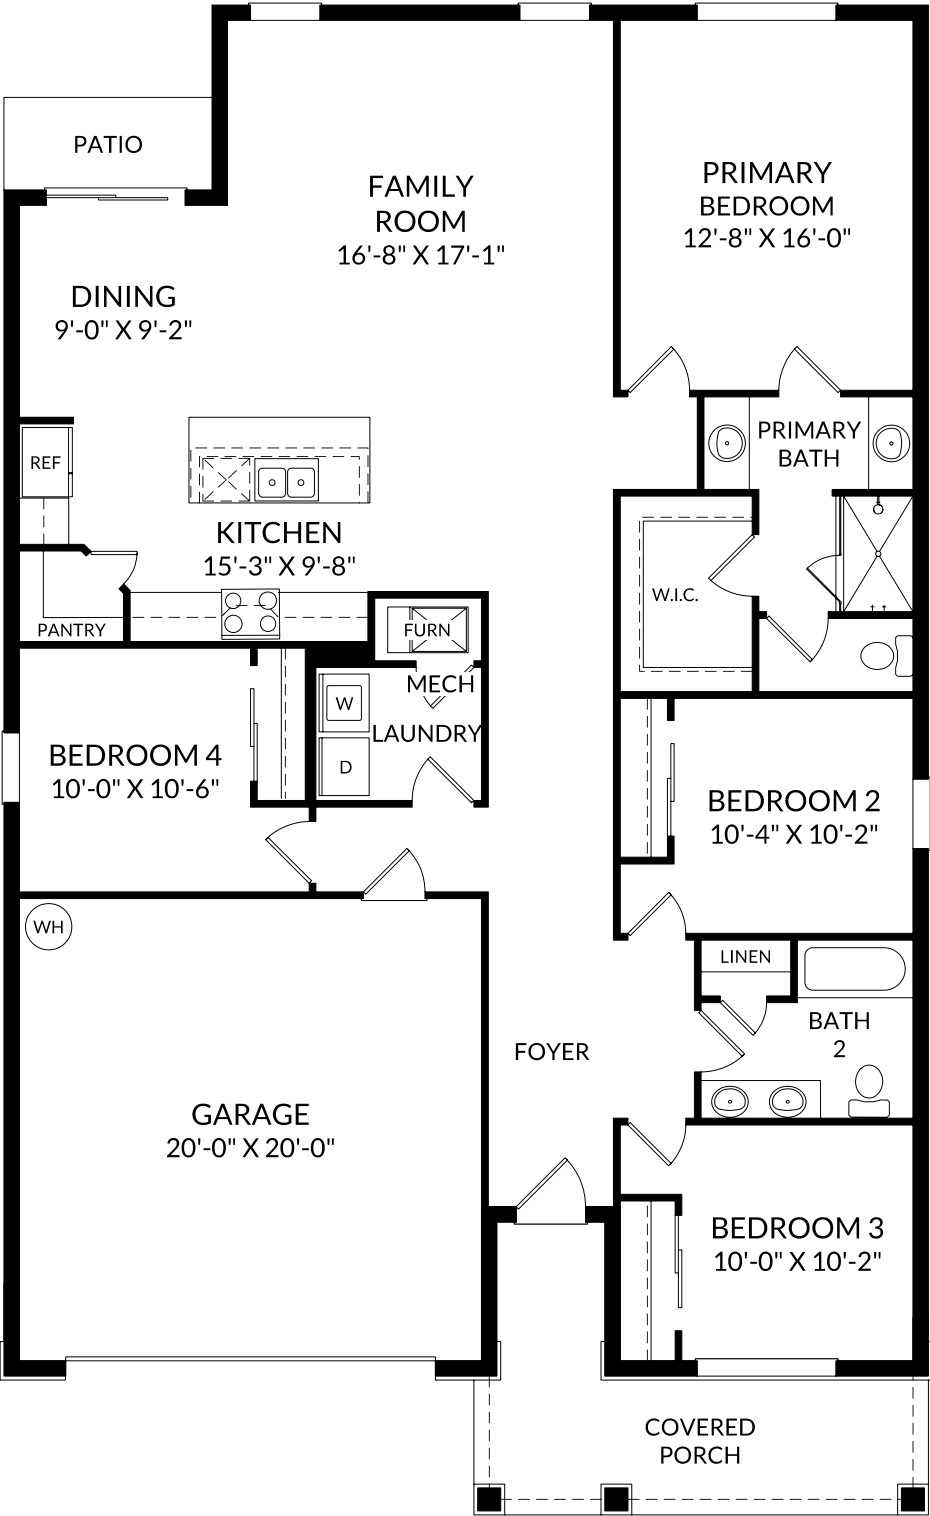 PATIO
FAMILY
ROOM
16'-8" X 17'-1"
PRIMARY
BEDROOM
12'-8" X 16'-0"
DINING
9'-0" X 9'-2"
REF
PRIMARY
BATH
KITCHEN
15'-3" X 9'-8"
W.I.C.
PANTRY
FURN
MECH
W
LAUNDRY
D
BEDROOM 4
10'-0" X 10'-6"
BEDROOM 2
10'-4" X 10'-2"
WH
LINEN
BATH
2
FOYER
GARAGE
20'-0" X 20'-0"
BEDROOM 3
10'-0" X 10'-2"
COVERED
PORCH